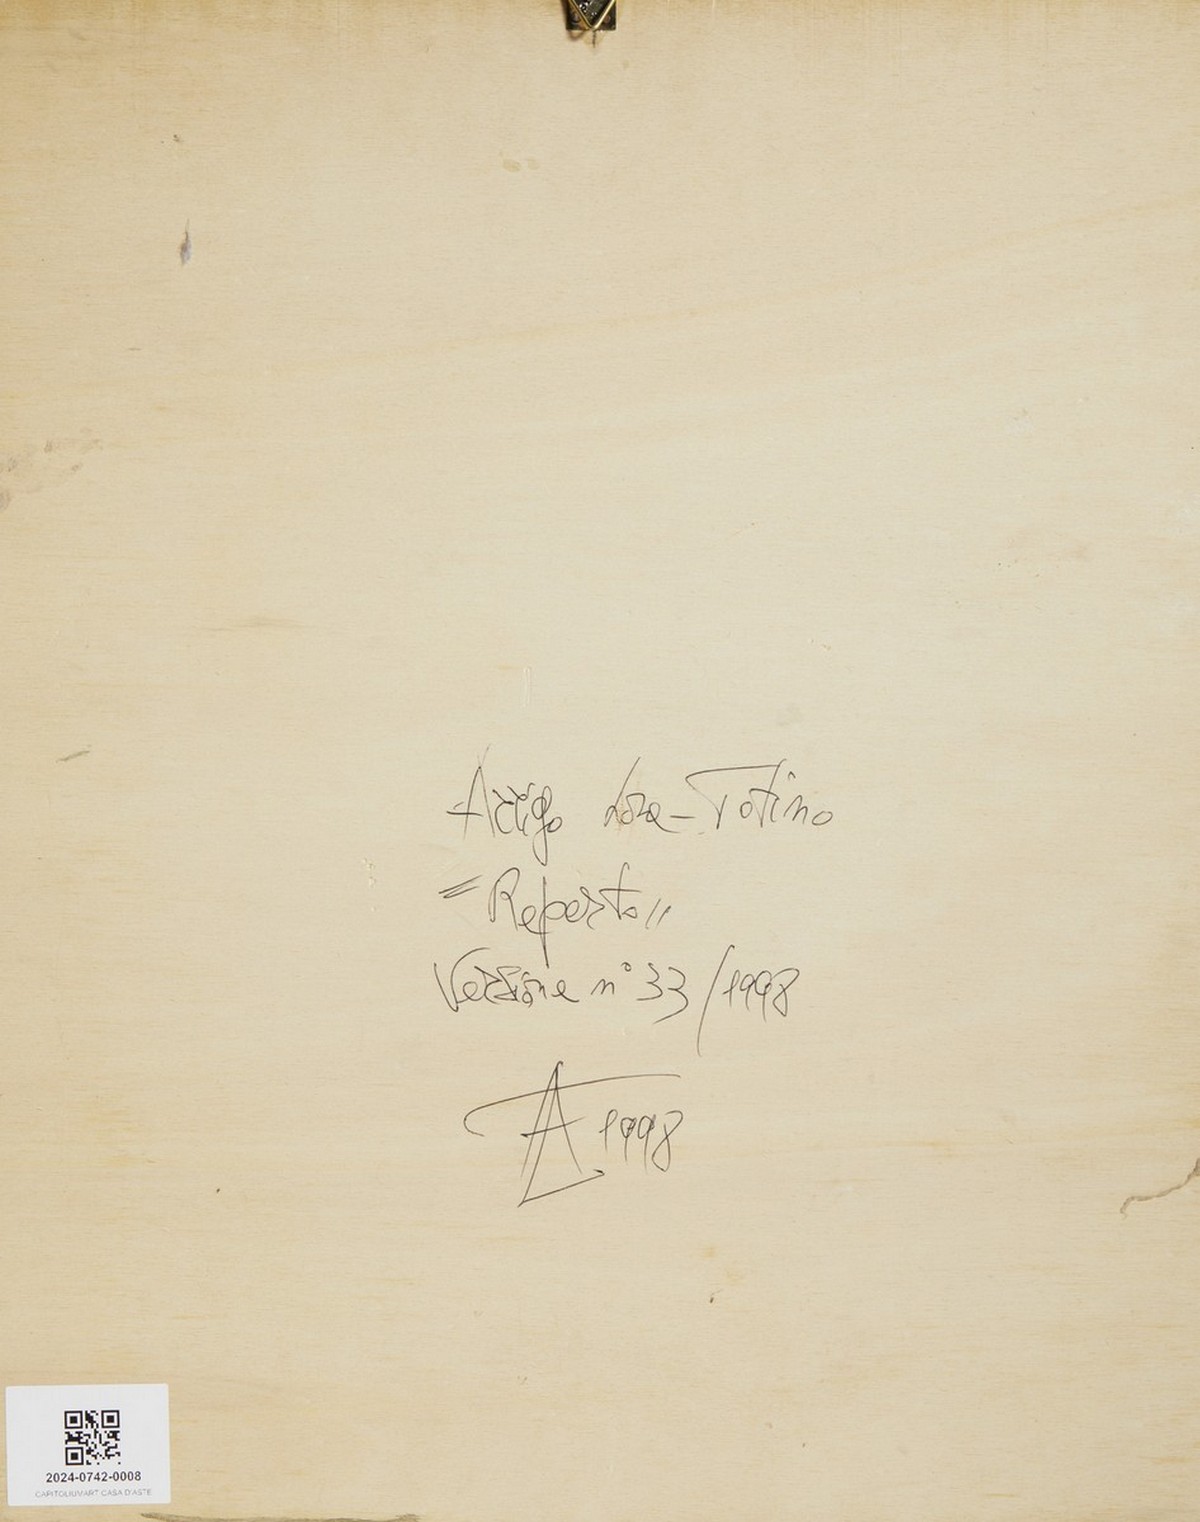 Arrigo Lora-Totino
"Reperto"
Versione n° 33/1998
1998
2024-0742-0008
CAPITOLIUMART CASA D'ASTE